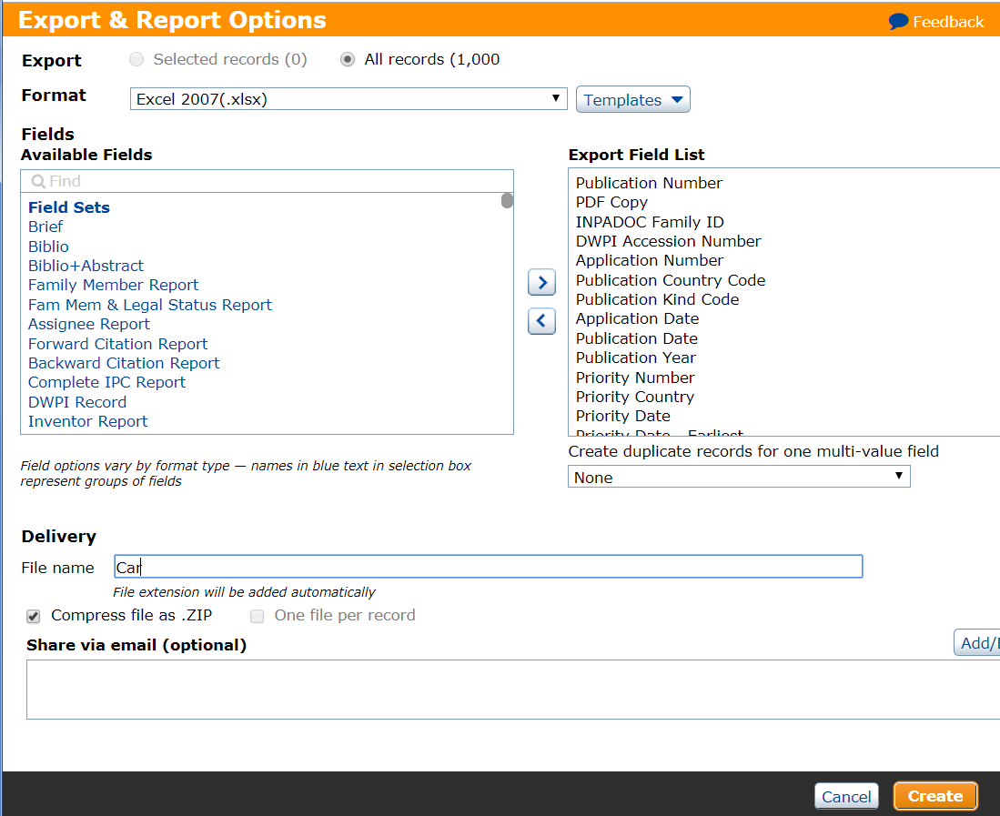 Export & Report Options
Feedback
Export
Selected records (0)
All records (1,000
Format
Excel 2007(.xlsx)
Templates
Fields
Available Fields
Find
Field Sets
Brief
Biblio
Biblio+Abstract
Family Member Report
Fam Mem & Legal Status Report
Assignee Report
Forward Citation Report
Backward Citation Report
Complete IPC Report
DWPI Record
Inventor Report
Field options vary by format type — names in blue text in selection box
represent groups of fields
Export Field List
Publication Number
PDF Copy
INPADOC Family ID
DWPI Accession Number
Application Number
Publication Country Code
Publication Kind Code
Application Date
Publication Date
Publication Year
Priority Number
Priority Country
Priority Date
Priority Date - Earliest
Create duplicate records for one multi-value field
None
Delivery
File name
Car
File extension will be added automatically
Compress file as .ZIP
One file per record
Share via email (optional)
Add/
Cancel
Create